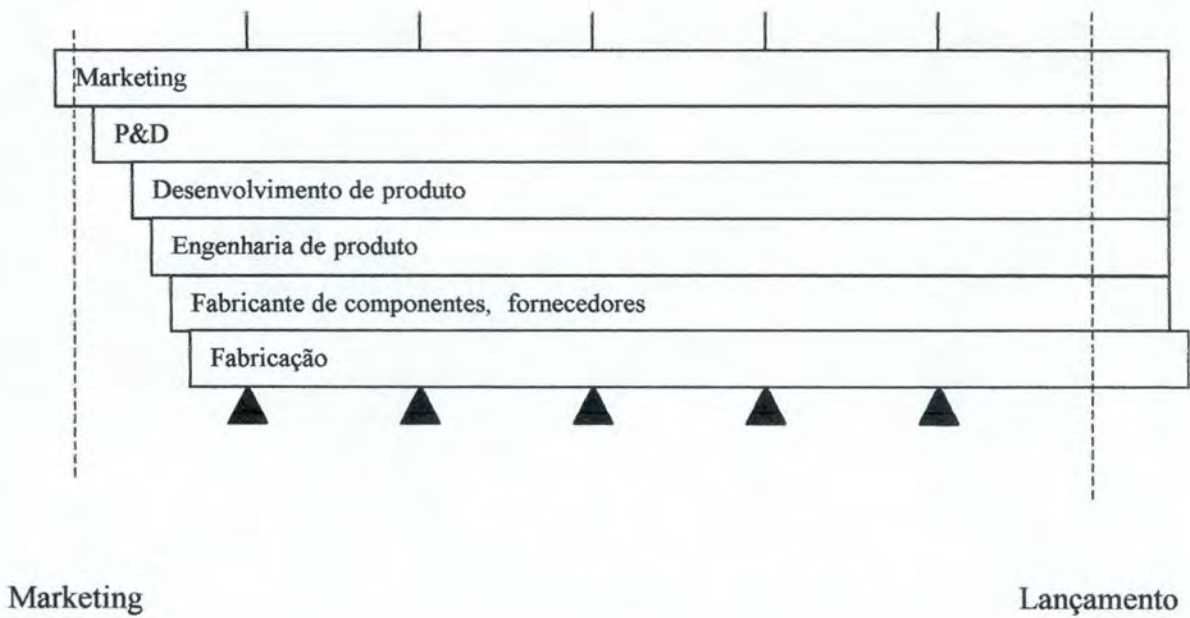 Marketing
P&D
Desenvolvimento de produto
Engenharia de produto
Fabricante de componentes, fornecedores
Fabricação
Marketing
Lançamento